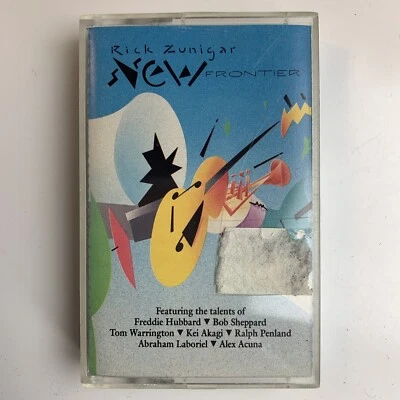 Rick Zunigar
New FRONTIER
Featuring the talents of
Freddie Hubbard ▼ Bob Sheppard
Tom Warrington ▼ Kei Akagi ▼ Ralph Penland
Abraham Laboriel ▼ Alex Acuna